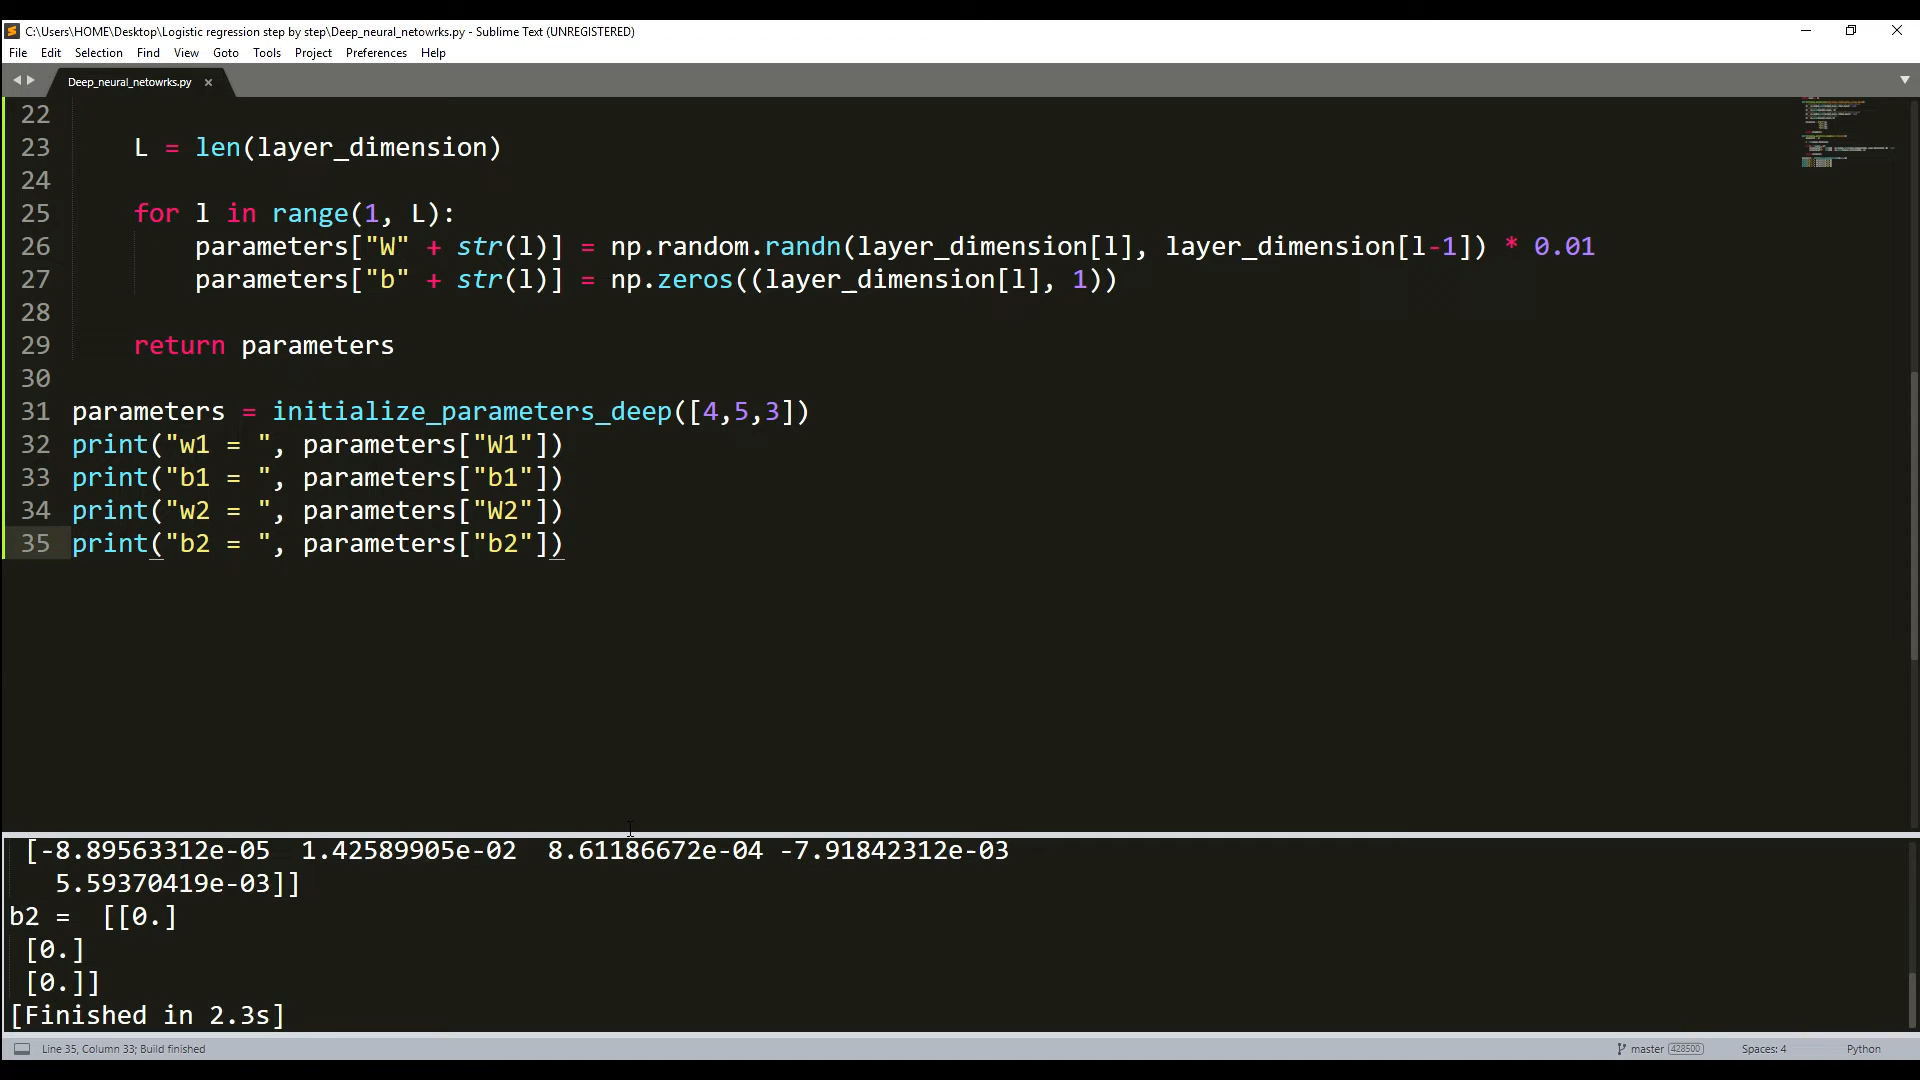 C:\Users\HOME\Desktop\Logistic regression step by step\Deep_neural_netowrks.py - Sublime Text (UNREGISTERED)
File Edit Selection Find View Goto Tools Project Preferences Help
Deep_neural_netowrks.py ×
22
23 L = len(layer_dimension)
24
25 for l in range(1, L):
26 parameters["W" + str(l)] = np.random.randn(layer_dimension[l], layer_dimension[l-1]) * 0.01
27 parameters["b" + str(l)] = np.zeros((layer_dimension[l], 1))
28
29 return parameters
30
31 parameters = initialize_parameters_deep([4,5,3])
32 print("w1 = ", parameters["W1"])
33 print("b1 = ", parameters["b1"])
34 print("w2 = ", parameters["W2"])
35 print("b2 = ", parameters["b2"])
[-8.89563312e-05 1.42589905e-02 8.61186672e-04 -7.91842312e-03
5.59370419e-03]]
b2 = [[0.]
[0.]
[0.]]
[Finished in 2.3s]
Line 35, Column 33; Build finished master 428500 Spaces: 4 Python